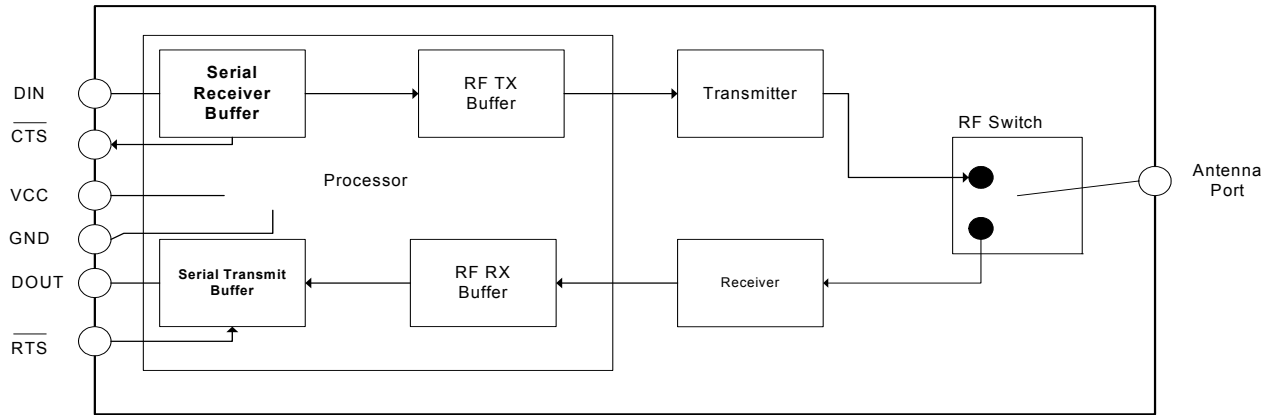 DIN
CTS
VCC
GND
DOUT
RTS
Serial
Receiver
Buffer
RF TX
Buffer
Transmitter
RF Switch
Antenna
Port
Processor
Serial Transmit
Buffer
RF RX
Buffer
Receiver